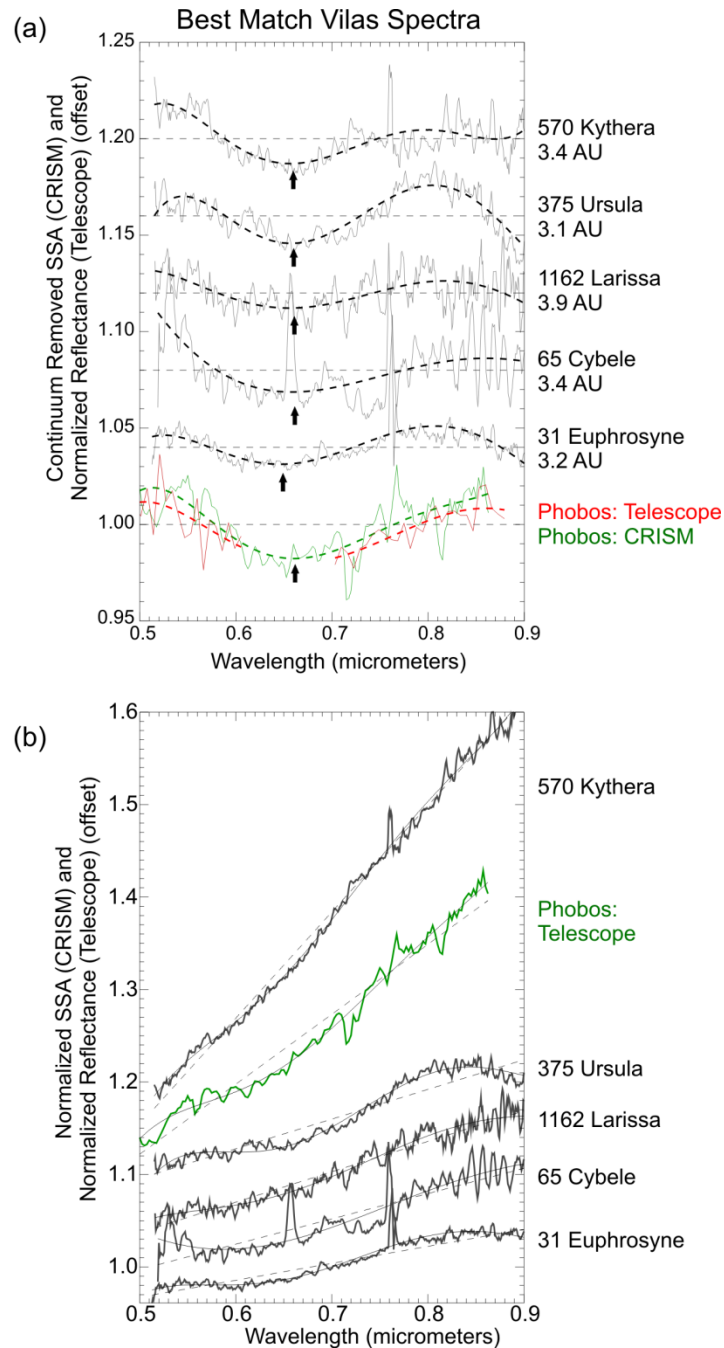 (a)
Best Match Vilas Spectra
Continuum Removed SSA (CRISM) and
Normalized Reflectance (Telescope) (offset)
1.25
1.20
1.15
1.10
1.05
1.00
0.95
570 Kythera
3.4 AU
375 Ursula
3.1 AU
1162 Larissa
3.9 AU
65 Cybele
3.4 AU
31 Euphrosyne
3.2 AU
Phobos: Telescope
Phobos: CRISM
0.5 0.6 0.7 0.8 0.9
Wavelength (micrometers)
(b)
Normalized SSA (CRISM) and
Normalized Reflectance (Telescope) (offset)
1.6
1.5
1.4
1.3
1.2
1.1
1.0
570 Kythera
Phobos:
Telescope
375 Ursula
1162 Larissa
65 Cybele
31 Euphrosyne
0.5 0.6 0.7 0.8 0.9
Wavelength (micrometers)